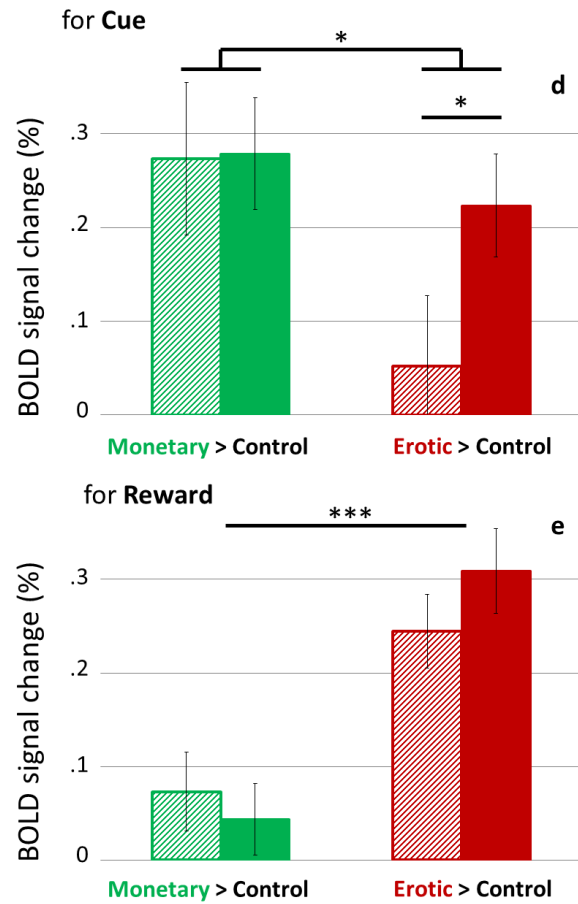 for Cue
*
d
*
BOLD signal change (%)
.3
.2
.1
0
Monetary > Control
Erotic > Control
for Reward
***
e
BOLD signal change (%)
.3
.2
.1
0
Monetary > Control
Erotic > Control